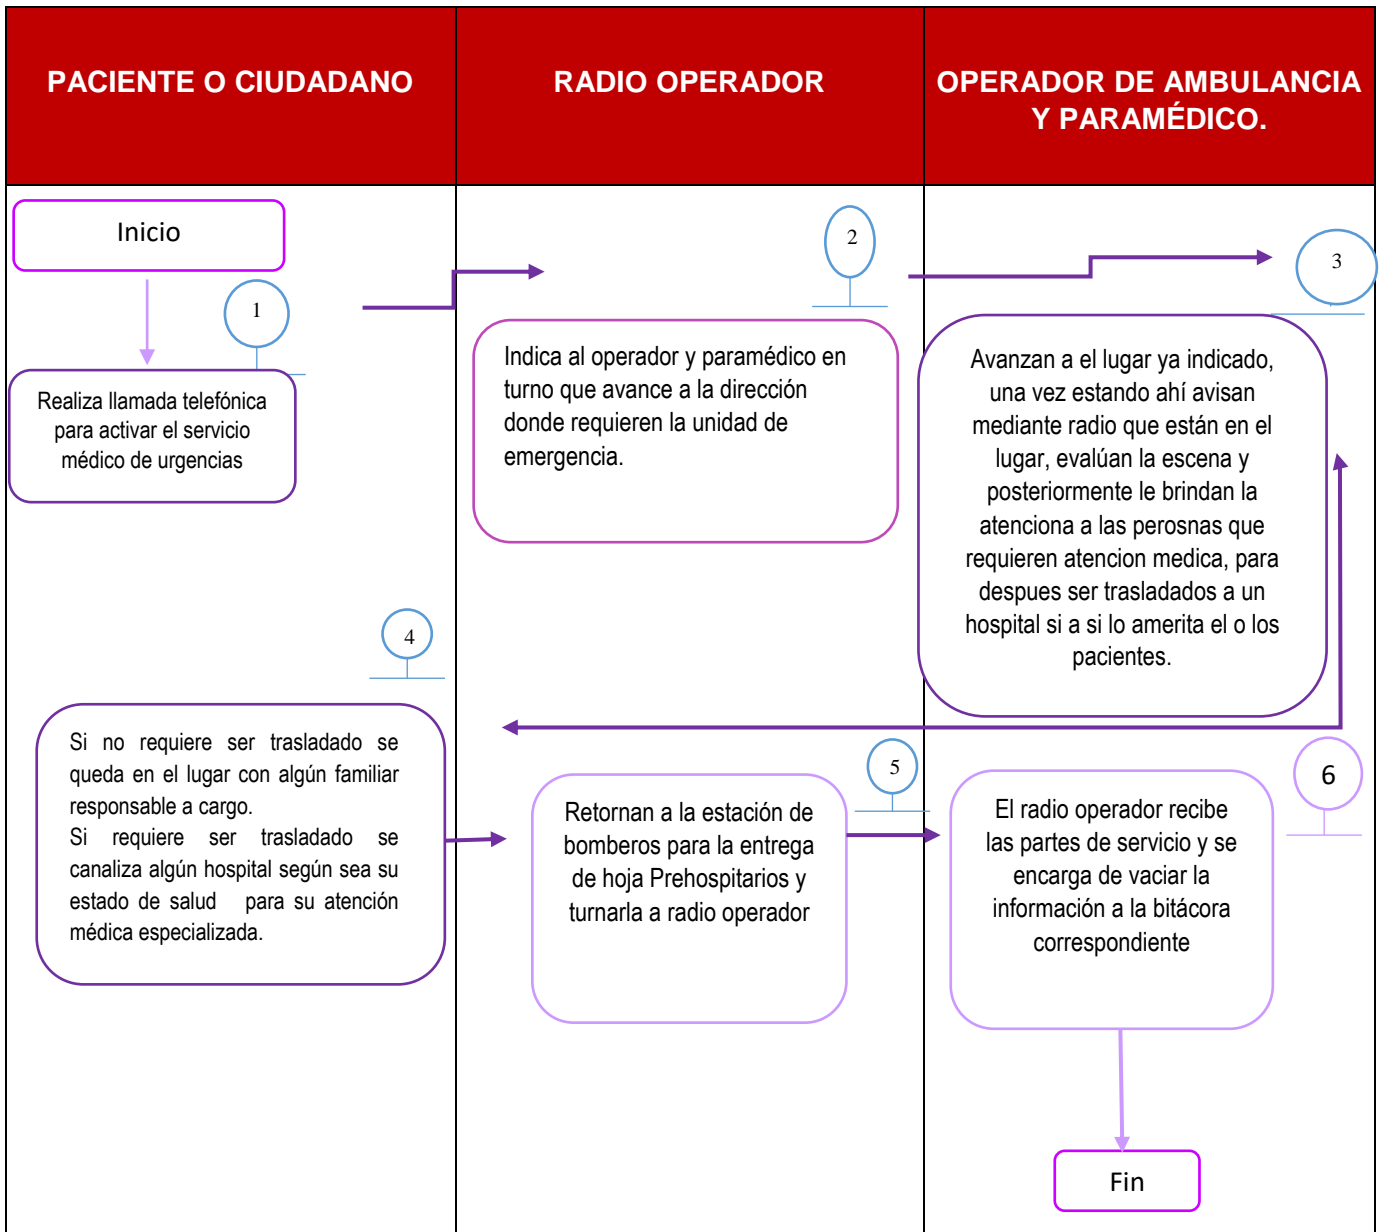 PACIENTE O CIUDADANO
RADIO OPERADOR
OPERADOR DE AMBULANCIA
Y PARAMÉDICO.
Inicio
1
Realiza llamada telefónica
para activar el servicio
médico de urgencias
2
Indica al operador y paramédico en
turno que avance a la dirección
donde requieren la unidad de
emergencia.
3
Avanzan a el lugar ya indicado,
una vez estando ahí avisan
mediante radio que están en el
lugar, evalúan la escena y
posteriormente le brindan la
atenciona a las perosnas que
requieren atencion medica, para
despues ser trasladados a un
hospital si a si lo amerita el o los
pacientes.
4
Si no requiere ser trasladado se
queda en el lugar con algún familiar
responsable a cargo.
Si requiere ser trasladado se
canaliza algún hospital según sea su
estado de salud para su atención
médica especializada.
5
Retornan a la estación de
bomberos para la entrega
de hoja Prehospitarios y
turnarla a radio operador
6
El radio operador recibe
las partes de servicio y se
encarga de vaciar la
información a la bitácora
correspondiente
Fin